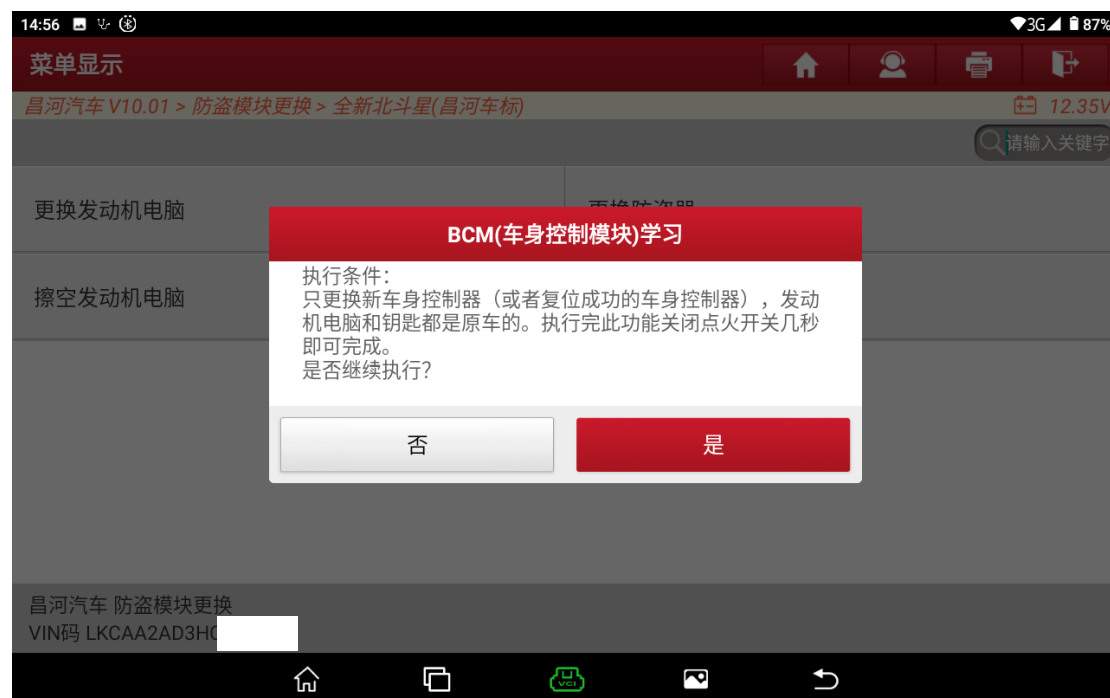 14:56
3G 87%
菜单显示
昌河汽车 V10.01 > 防盗模块更换 > 全新北斗星(昌河车标)
12.35V
请输入关键字
更换发动机电脑
更换防盗器
擦空发动机电脑
BCM(车身控制模块)学习
执行条件：
只更换新车身控制器（或者复位成功的车身控制器），发动
机电脑和钥匙都是原车的。执行完此功能关闭点火开关几秒
即可完成。
是否继续执行？
否
是
昌河汽车 防盗模块更换
VIN码 LKCAA2AD3H
VCI